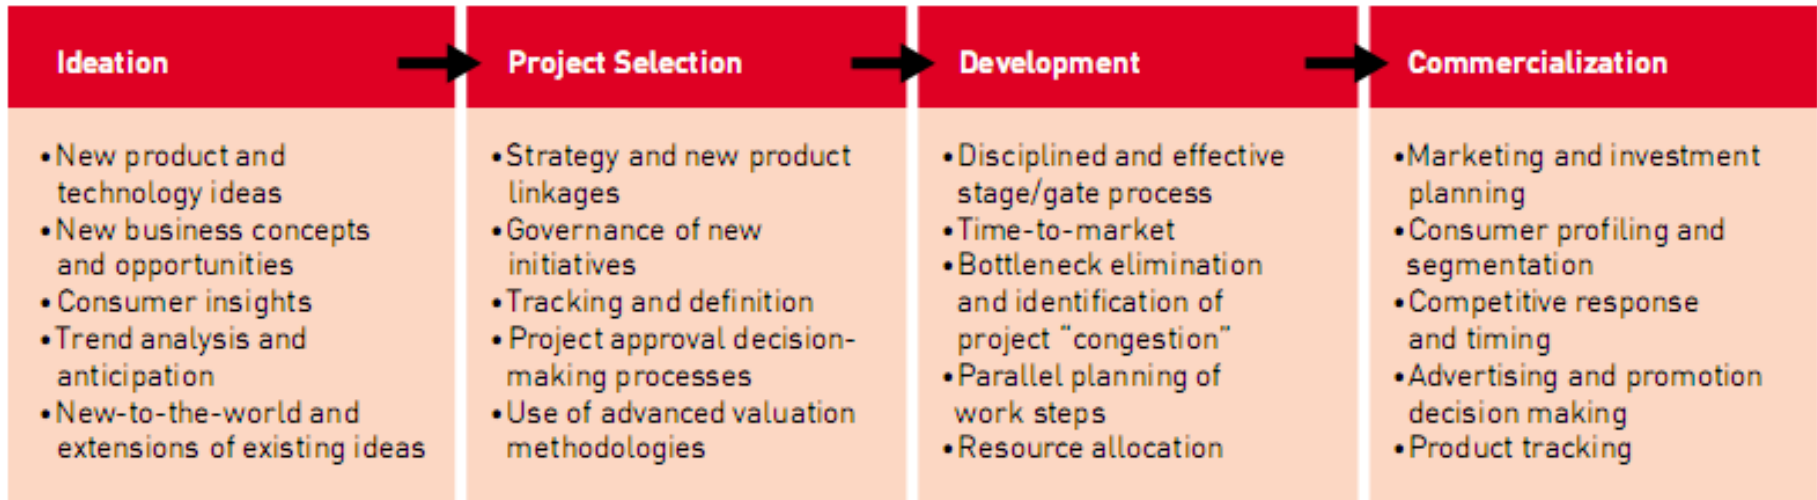 Ideation
•New product and
technology ideas
•New business concepts
and opportunities
•Consumer insights
•Trend analysis and
anticipation
•New-to-the-world and
extensions of existing ideas
Project Selection
•Strategy and new product
linkages
•Governance of new
initiatives
•Tracking and definition
•Project approval decision-
making processes
•Use of advanced valuation
methodologies
Development
•Disciplined and effective
stage/gate process
•Time-to-market
•Bottleneck elimination
and identification of
project “congestion”
•Parallel planning of
work steps
•Resource allocation
Commercialization
•Marketing and investment
planning
•Consumer profiling and
segmentation
•Competitive response
and timing
•Advertising and promotion
decision making
•Product tracking